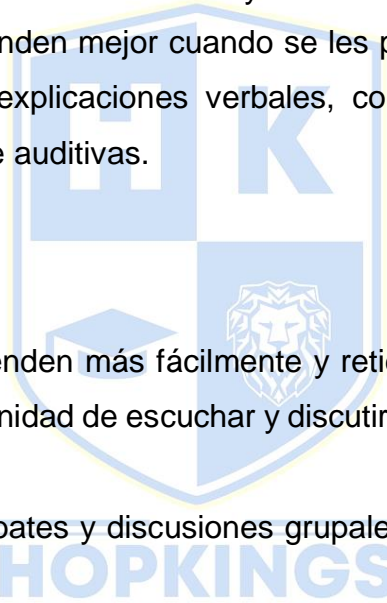 y
nden mejor cuando se les p
explicaciones verbales, co
e auditivas.
H K
enden más fácilmente y reti
nidad de escuchar y discutir
bates y discusiones grupale
HOPKINGS